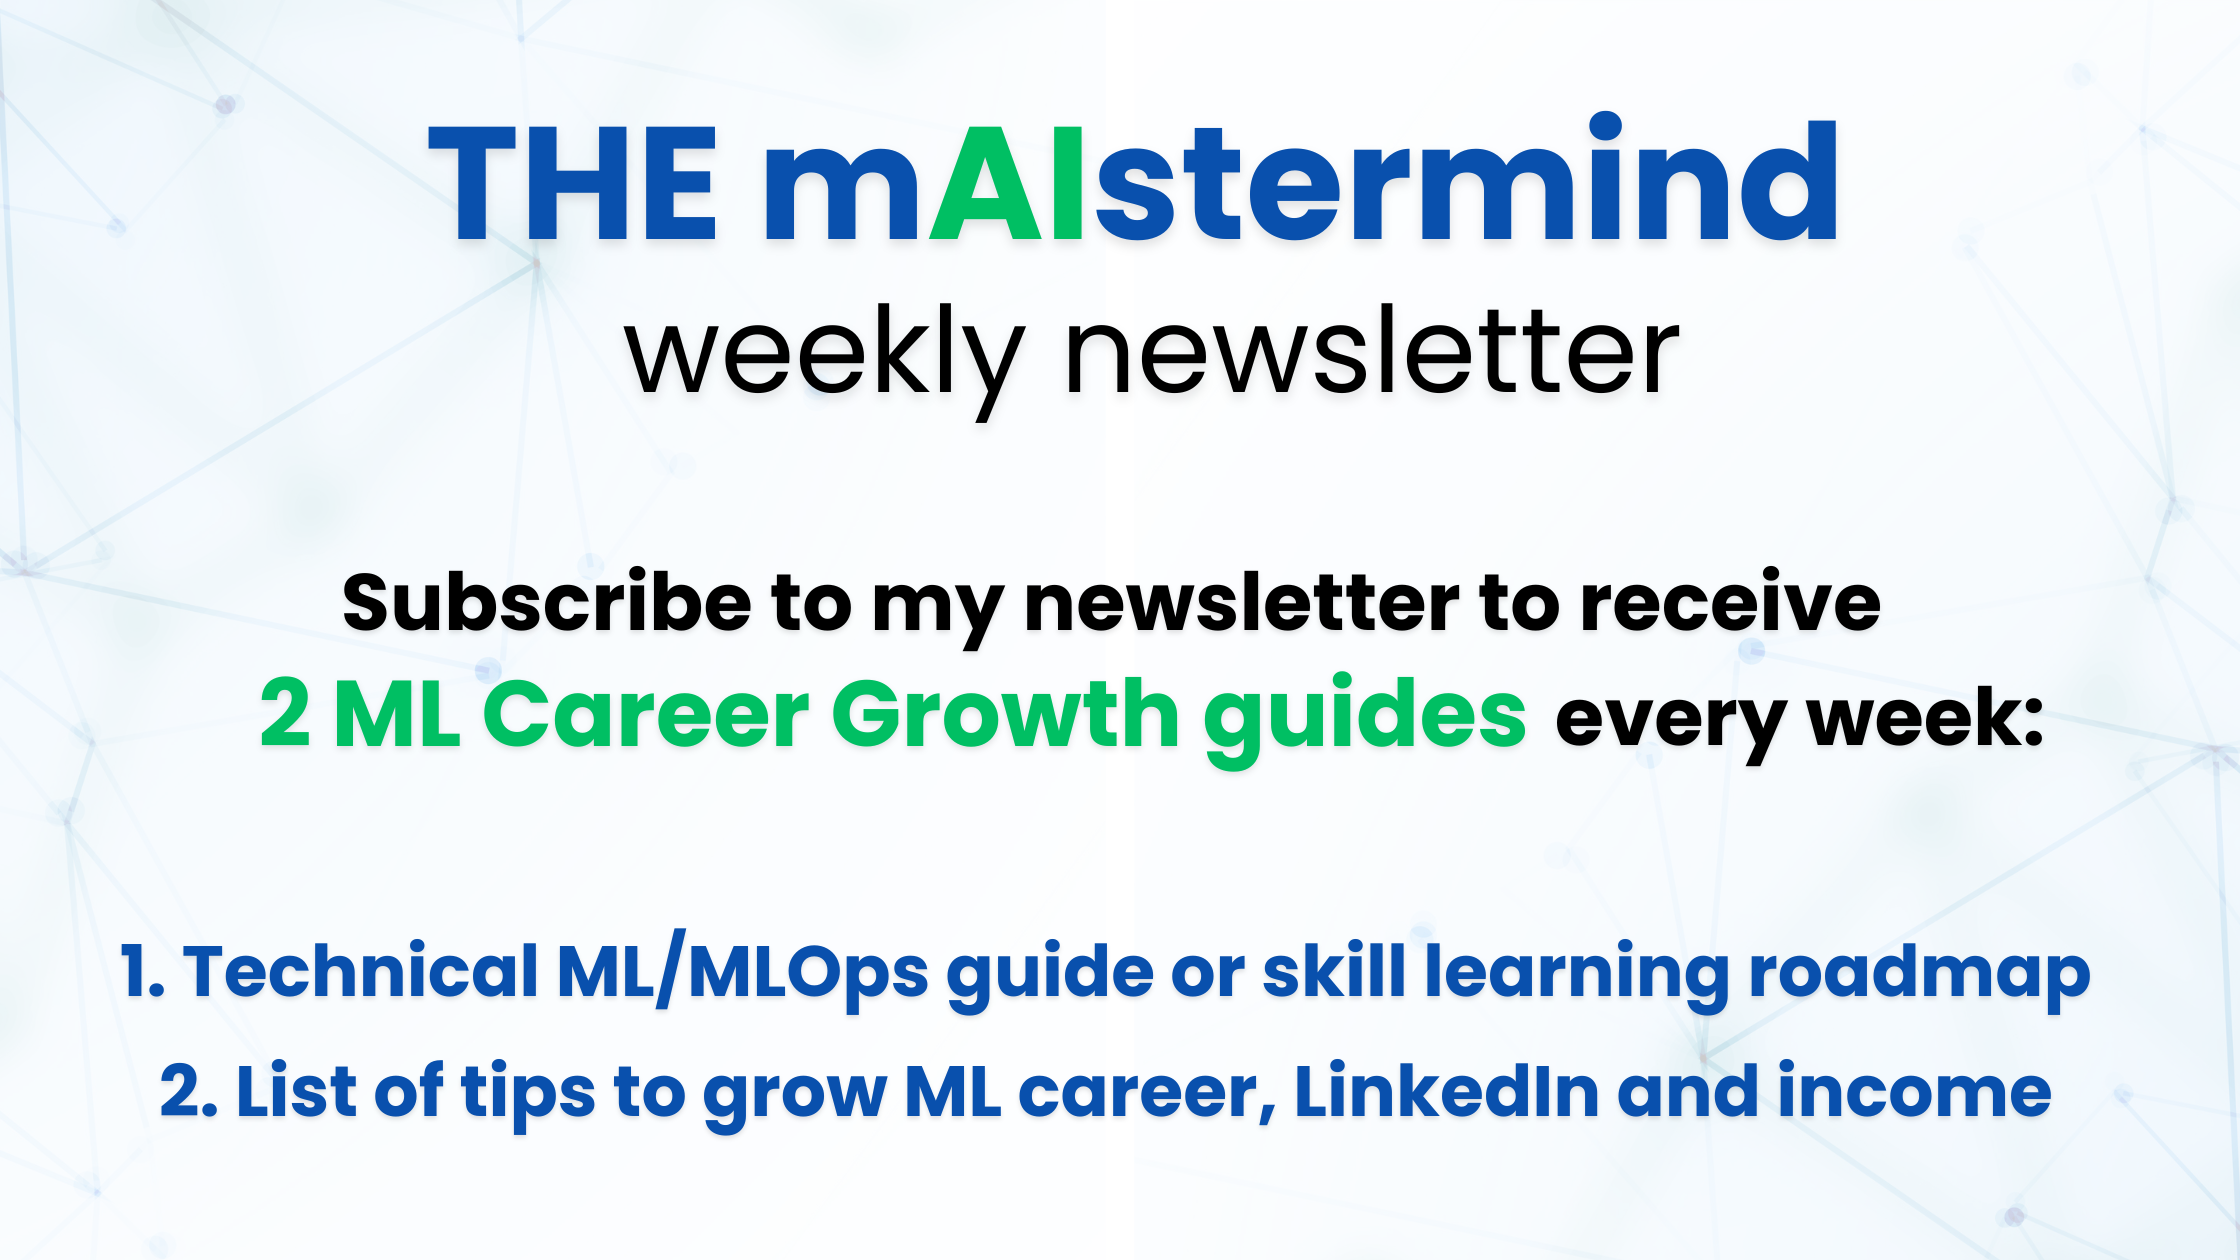 THE mAIstermind
weekly newsletter
Subscribe to my newsletter to receive
2 ML Career Growth guides every week:
1. Technical ML/MLOps guide or skill learning roadmap
2. List of tips to grow ML career, LinkedIn and income